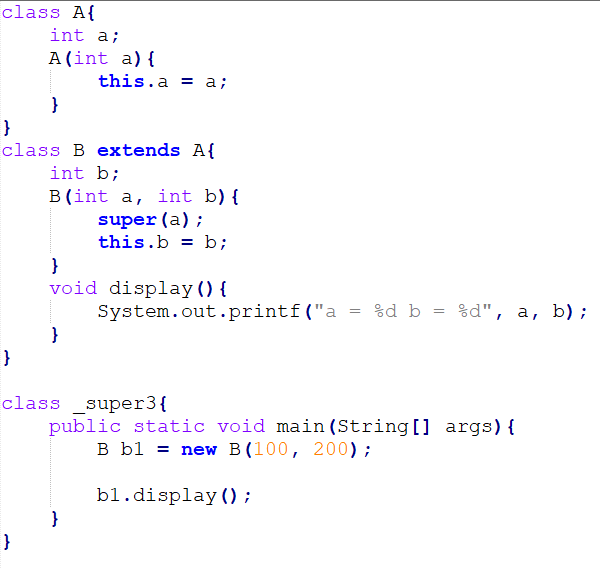 class A{
    int a;
    A(int a){
        this.a = a;
    }
}
class B extends A{
    int b;
    B(int a, int b){
        super(a);
        this.b = b;
    }
    void display(){
        System.out.printf("a = %d b = %d", a, b);
    }
}

class _super3{
    public static void main(String[] args){
        B b1 = new B(100, 200);

        b1.display();
    }
}